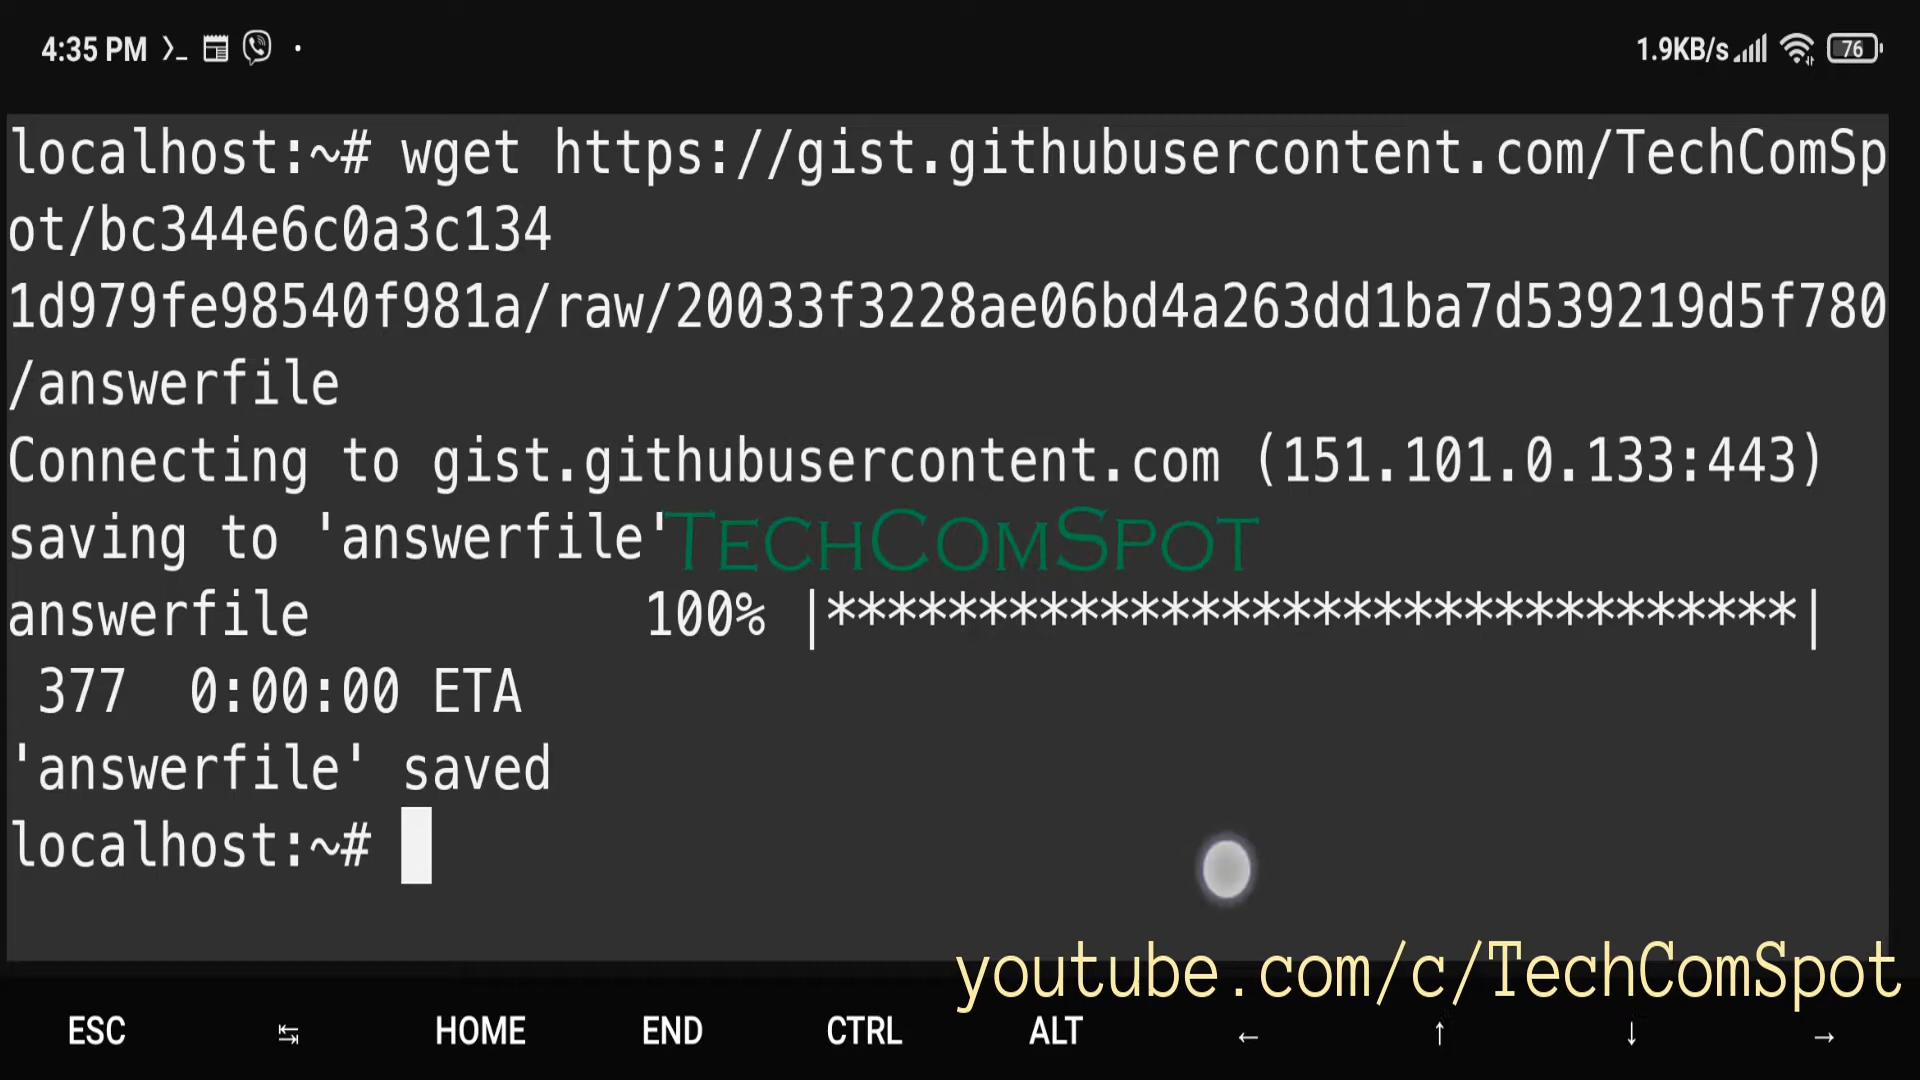 4:35 PM
1.9KB/s 76
localhost:~# wget https://gist.githubusercontent.com/TechComSp
ot/bc344e6c0a3c134
1d979fe98540f981a/raw/20033f3228ae06bd4a263dd1ba7d539219d5f780
/answerfile
Connecting to gist.githubusercontent.com (151.101.0.133:443)
saving to 'answerfile'
TECHCOMSPOT
answerfile 100% |********************************|
377 0:00:00 ETA
'answerfile' saved
localhost:~#
youtube.com/c/TechComSpot
ESC HOME END CTRL ALT ← ↑ ↓ →